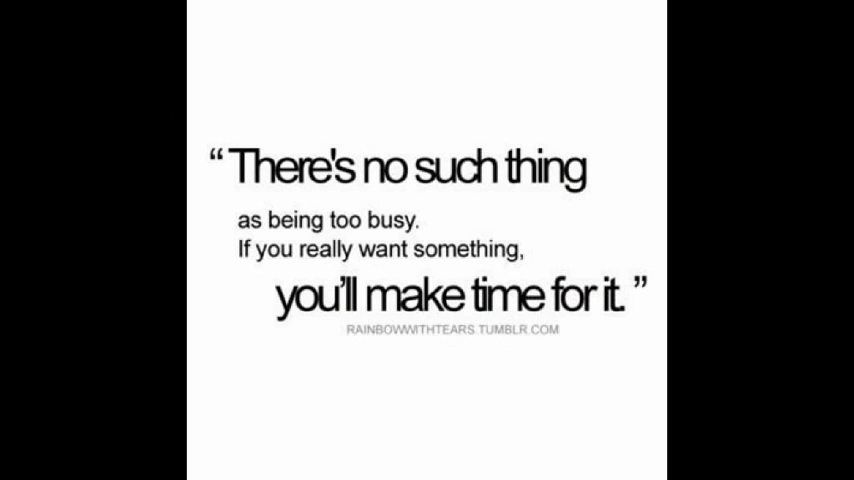 “ There's no such thing
as being too busy.
If you really want something,
you'll make time for it. ”
RAINBOWWITHTEARS.TUMBLR.COM